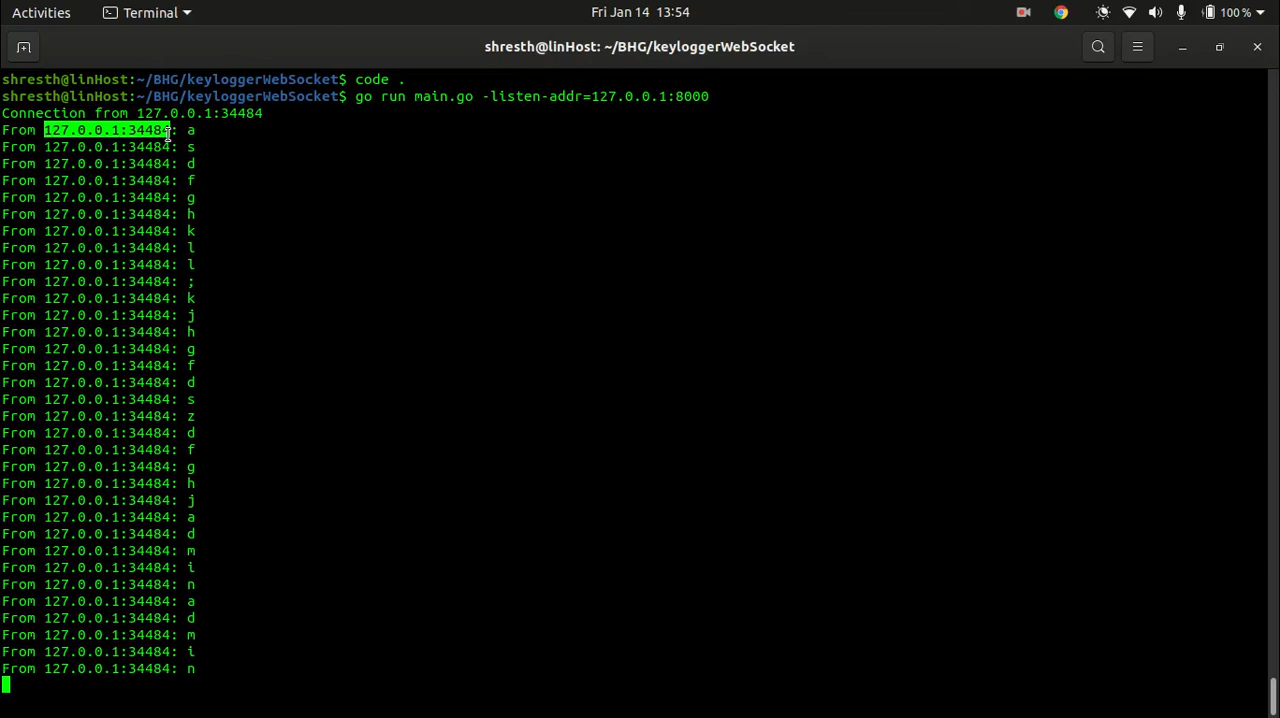 Activities Terminal Fri Jan 14 13:54 100 %
shresth@linHost: ~/BHG/keyloggerWebSocket
shresth@linHost:~/BHG/keyloggerWebSocket$ code .
shresth@linHost:~/BHG/keyloggerWebSocket$ go run main.go -listen-addr=127.0.0.1:8000
Connection from 127.0.0.1:34484
From 127.0.0.1:34484: a
From 127.0.0.1:34484: s
From 127.0.0.1:34484: d
From 127.0.0.1:34484: f
From 127.0.0.1:34484: g
From 127.0.0.1:34484: h
From 127.0.0.1:34484: k
From 127.0.0.1:34484: l
From 127.0.0.1:34484: l
From 127.0.0.1:34484: ;
From 127.0.0.1:34484: k
From 127.0.0.1:34484: j
From 127.0.0.1:34484: h
From 127.0.0.1:34484: g
From 127.0.0.1:34484: f
From 127.0.0.1:34484: d
From 127.0.0.1:34484: s
From 127.0.0.1:34484: z
From 127.0.0.1:34484: d
From 127.0.0.1:34484: f
From 127.0.0.1:34484: g
From 127.0.0.1:34484: h
From 127.0.0.1:34484: j
From 127.0.0.1:34484: a
From 127.0.0.1:34484: d
From 127.0.0.1:34484: m
From 127.0.0.1:34484: i
From 127.0.0.1:34484: n
From 127.0.0.1:34484: a
From 127.0.0.1:34484: d
From 127.0.0.1:34484: m
From 127.0.0.1:34484: i
From 127.0.0.1:34484: n